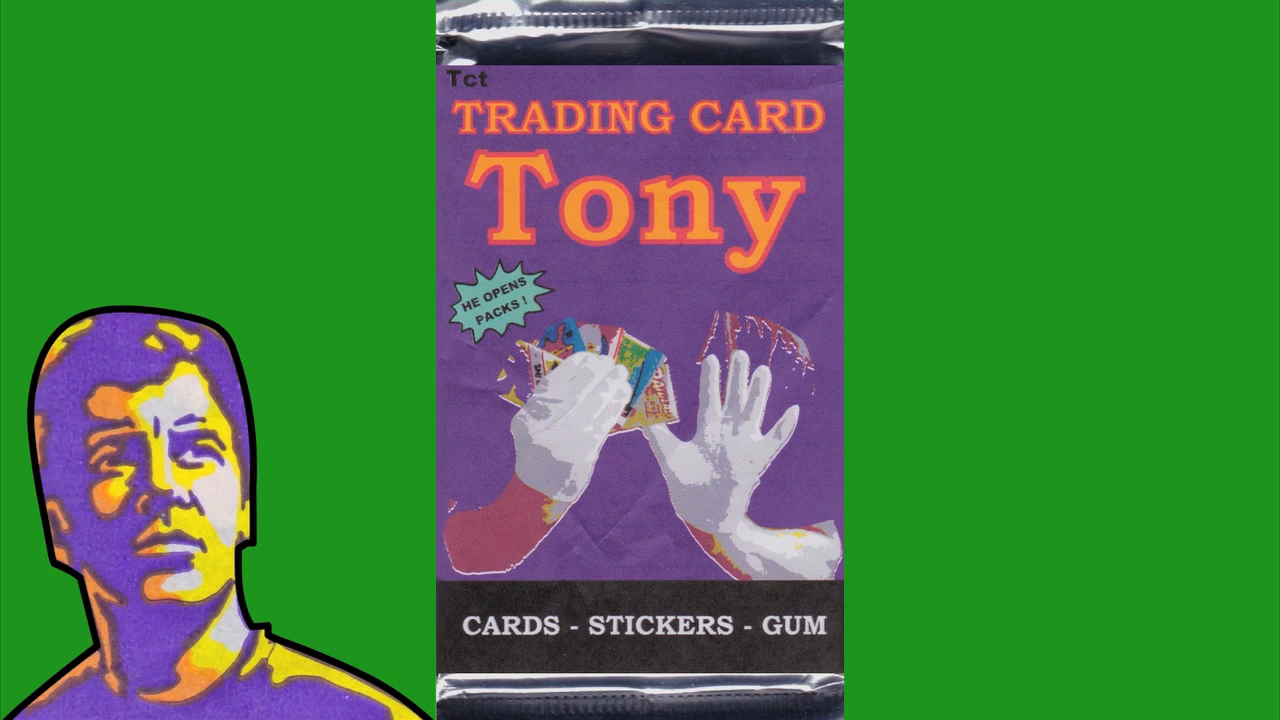 Tct
TRADING CARD
Tony
HE OPENS
PACKS!
CARDS - STICKERS - GUM